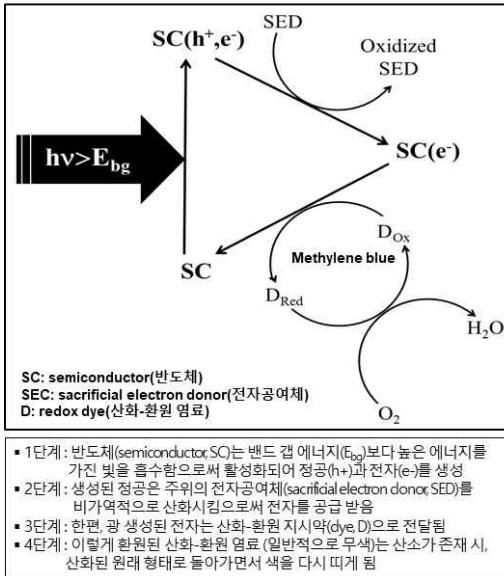 SC(h⁺,e⁻)
SED
Oxidized
SED
hν>E_bg
SC(e⁻)
SC
D_Ox
Methylene blue
D_Red
H₂O
O₂
SC: semiconductor(반도체)
SEC: sacrificial electron donor(전자공여체)
D: redox dye(산화-환원 염료)
▪ 1단계 : 반도체(semiconductor, SC)는 밴드 갭 에너지(E_bg)보다 높은 에너지를
가진 빛을 흡수함으로써 활성화되어 정공(h+)과 전자(e-)를 생성
▪ 2단계 : 생성된 정공은 주위의 전자공여체(sacrificial electron donor, SED)를
비가역적으로 산화시킴으로써 전자를 공급 받음
▪ 3단계 : 한편, 광 생성된 전자는 산화-환원 지시약(dye, D)으로 전달됨
▪ 4단계 : 이렇게 환원된 산화-환원 염료 (일반적으로 무색)는 산소가 존재 시,
산화된 원래 형태로 돌아가면서 색을 다시 띠게 됨